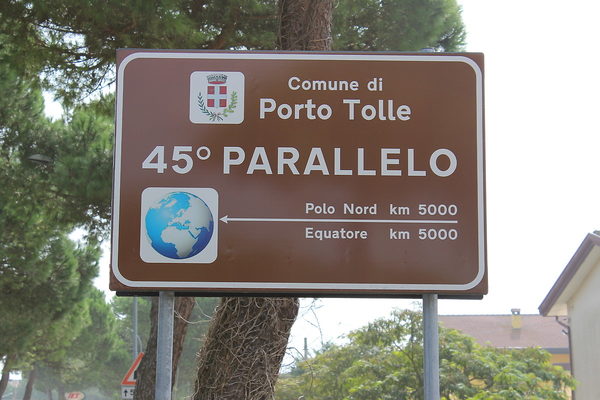 Comune di
Porto Tolle
45° PARALLELO
Polo Nord km 5000
Equatore km 5000